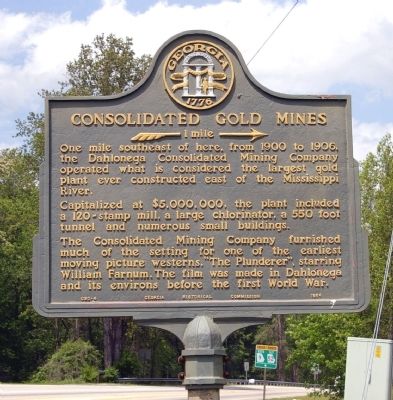 GEORGIA
1776
CONSOLIDATED GOLD MINES
1 mile
One mile southeast of here, from 1900 to 1906,
the Dahlonega Consolidated Mining Company
operated what is considered the largest gold
plant ever constructed east of the Mississippi
River.
Capitalized at $5,000,000, the plant included
a 120-stamp mill, a large chlorinator, a 550 foot
tunnel and numerous small buildings.
The Consolidated Mining Company furnished
much of the setting for one of the earliest
moving picture westerns, "The Plunderer", starring
William Farnum. The film was made in Dahlonega
and its environs before the first World War.
GEORGIA HISTORICAL COMMISSION